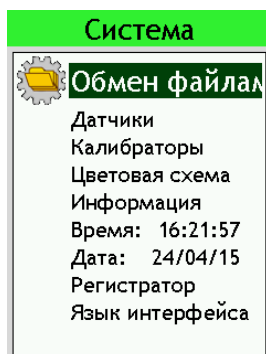 Система
Обмен файлам
Датчики
Калибраторы
Цветовая схема
Информация
Время: 16:21:57
Дата: 24/04/15
Регистратор
Язык интерфейса